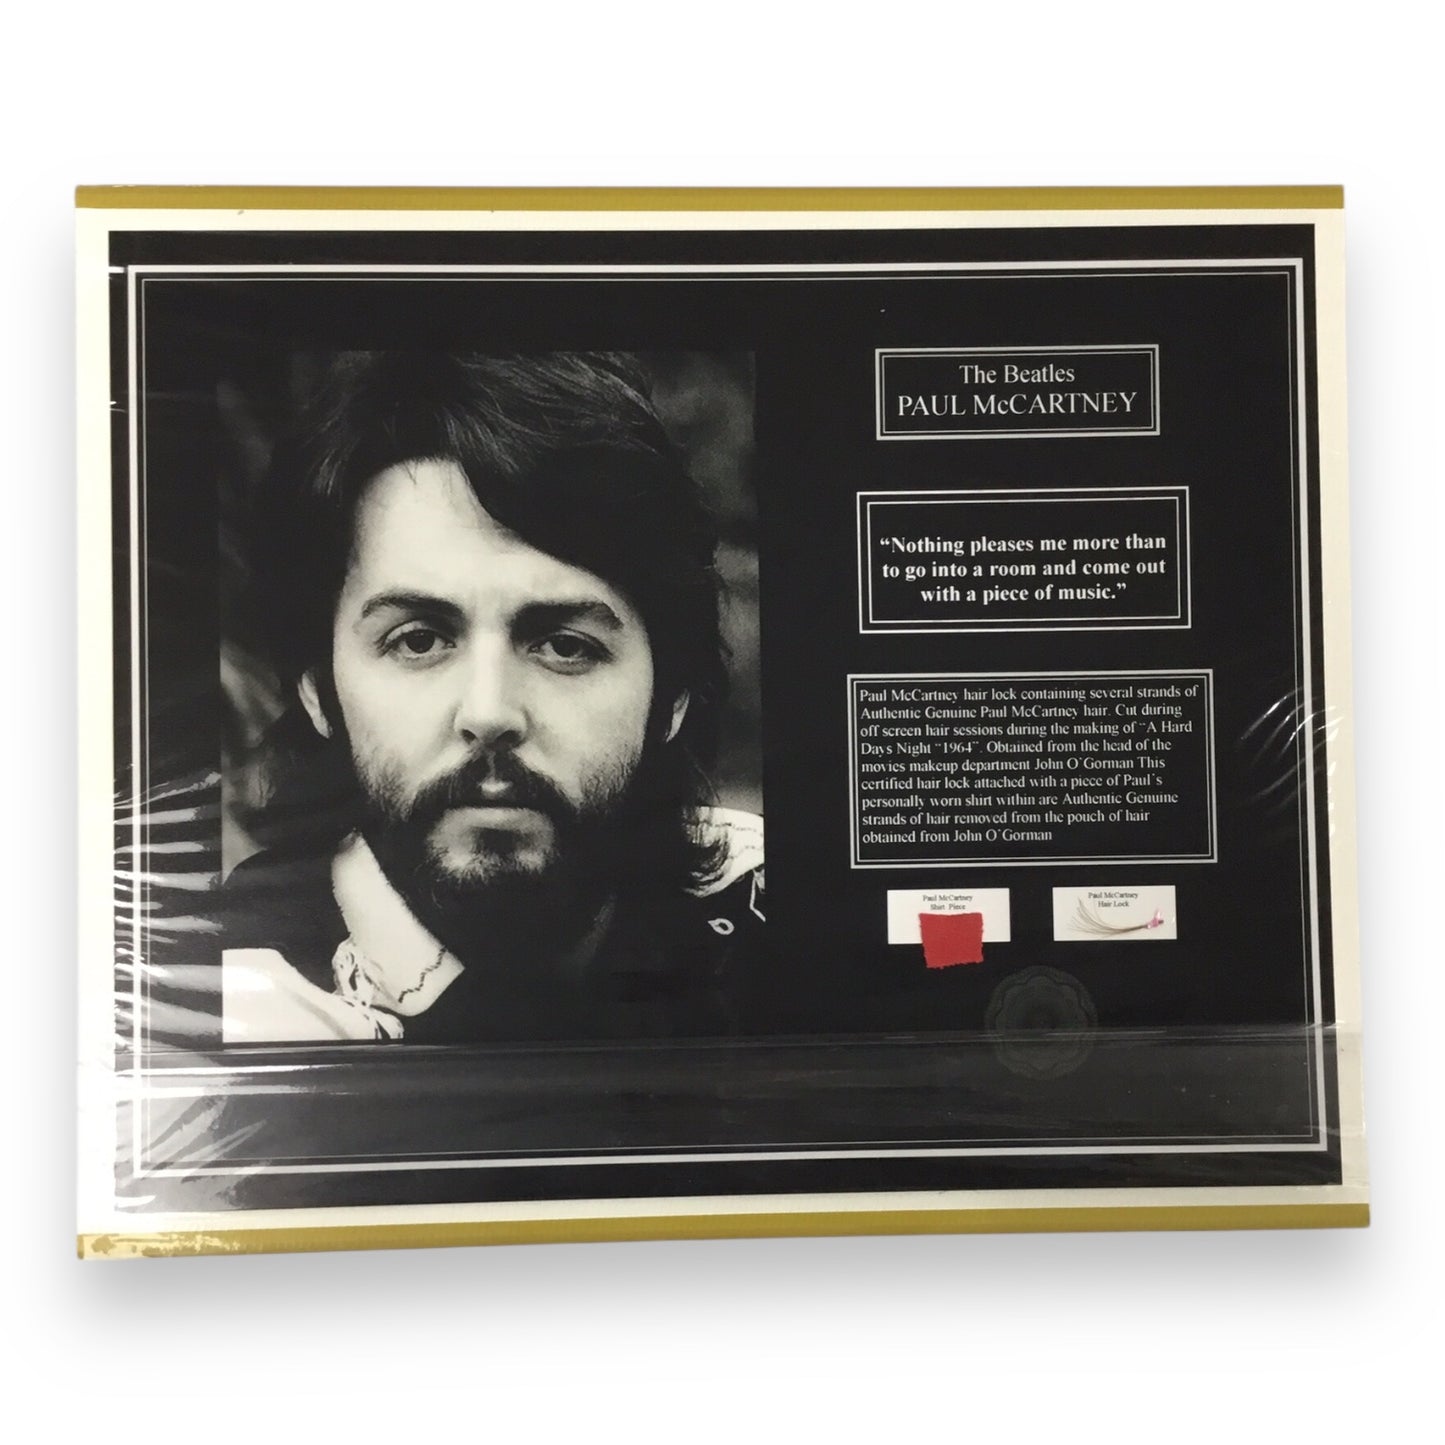 The Beatles
PAUL McCARTNEY
“Nothing pleases me more than
to go into a room and come out
with a piece of music.”
Paul McCartney hair lock containing several strands of
Authentic Genuine Paul McCartney hair. Cut during
off screen hair sessions during the making of “A Hard
Days Night “1964”. Obtained from the head of the
movies makeup department John O’Gorman This
certified hair lock attached with a piece of Paul’s
personally worn shirt within are Authentic Genuine
strands of hair removed from the pouch of hair
obtained from John O’Gorman
Paul McCartney
Shirt Piece
Paul McCartney
Hair Lock